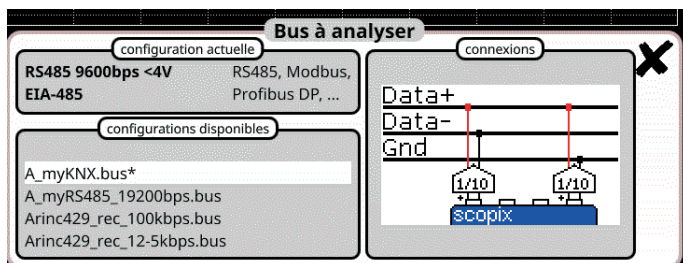 Bus à analyser
configuration actuelle
RS485 9600bps <4V RS485, Modbus,
EIA-485 Profibus DP, ...
configurations disponibles
A_myKNX.bus*
A_myRS485_19200bps.bus
Arinc429_rec_100kbps.bus
Arinc429_rec_12-5kbps.bus
connexions
Data+
Data-
Gnd
1/10 1/10
+ +
scopix